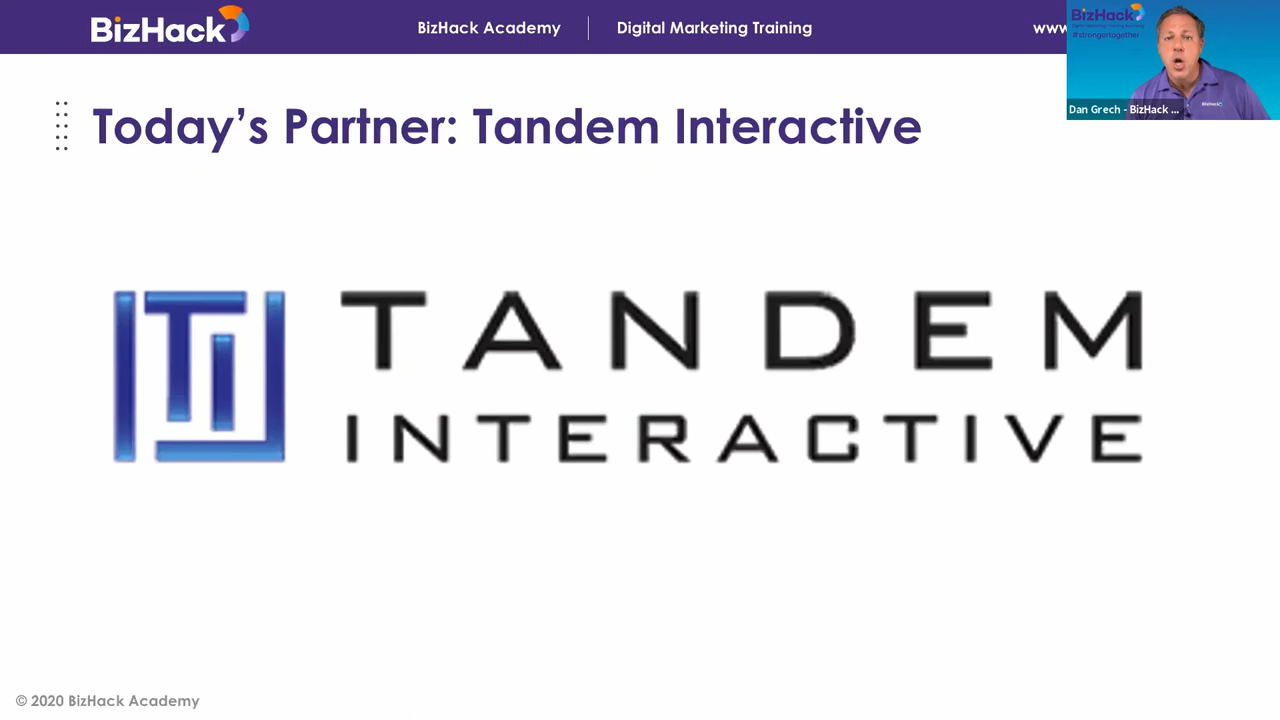 BizHack
BizHack Academy
Digital Marketing Training
www
BizHack
#strongertogether
BizHack
Dan Grech - BizHack ...
Today's Partner: Tandem Interactive
TI
TANDEM
INTERACTIVE
© 2020 BizHack Academy